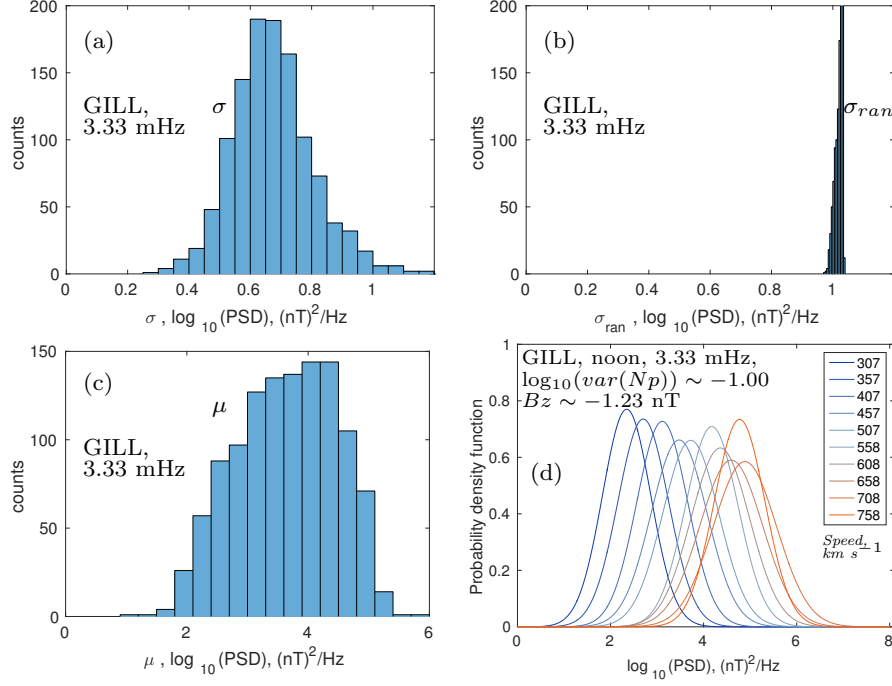 (a)
GILL,
3.33 mHz
σ
counts
200
150
100
50
0
0 0.2 0.4 0.6 0.8 1
σ , log 10 (PSD), (nT)^2/Hz
(b)
GILL,
3.33 mHz
σ_ran
counts
200
150
100
50
0
0 0.2 0.4 0.6 0.8 1
σ_ran , log 10 (PSD), (nT)^2/Hz
(c)
GILL,
3.33 mHz
μ
counts
150
100
50
0
0 2 4 6
μ , log 10 (PSD), (nT)^2/Hz
GILL, noon, 3.33 mHz,
log_10(var(Np)) ∼ −1.00
Bz ∼ −1.23 nT
(d)
Probability density function
1
0.8
0.6
0.4
0.2
0
0 2 4 6 8
log 10 (PSD), (nT)^2/Hz
307
357
407
457
507
558
608
658
708
758
Speed,
km s−1